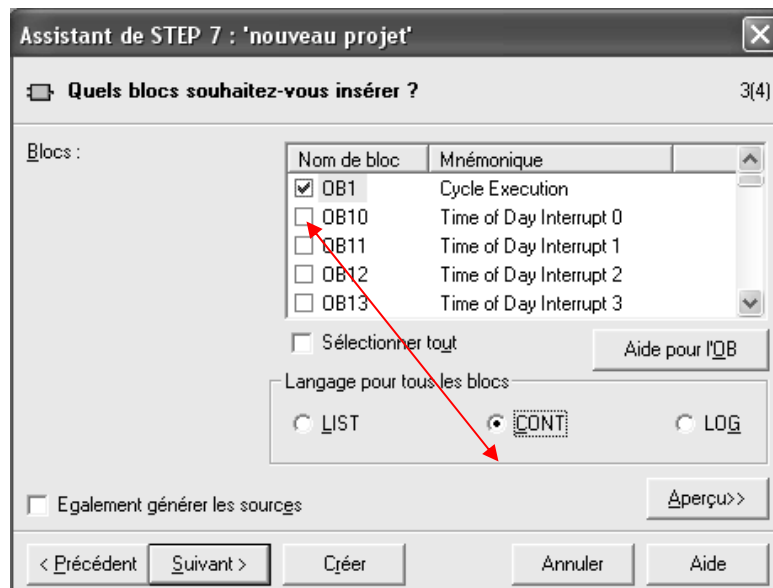 Assistant de STEP 7 : 'nouveau projet'
Quels blocs souhaitez-vous insérer ? 3(4)
Blocs :
Nom de bloc Mnémonique
OB1 Cycle Execution
OB10 Time of Day Interrupt 0
OB11 Time of Day Interrupt 1
OB12 Time of Day Interrupt 2
OB13 Time of Day Interrupt 3
Sélectionner tout
Aide pour l'OB
Langage pour tous les blocs
LIST CONT LOG
Aperçu>>
Egalement générer les sources
< Précédent Suivant > Créer Annuler Aide